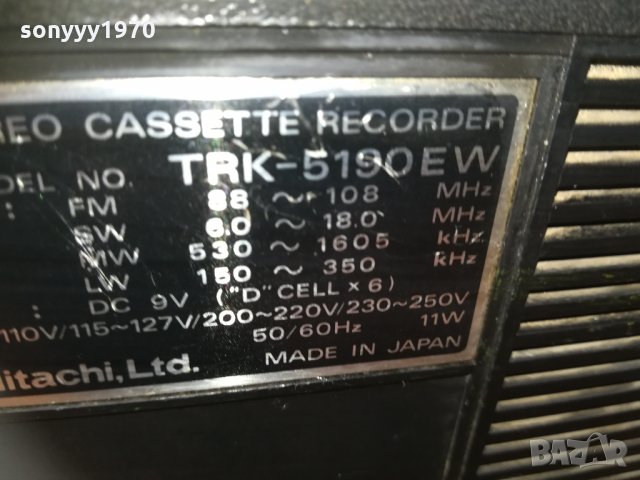 sonyyy1970
REO CASSETTE RECORDER
DEL NO. TRK-5190EW
: FM 88 ~ 108 MHz
SW 6.0 ~ 18.0 MHz
MW 530 ~ 1605 kHz
LW 150 ~ 350 kHz
: DC 9V ("D" CELL × 6)
110V/115~127V/200~220V/230~250V
50/60Hz 11W
Hitachi, Ltd. MADE IN JAPAN
BAZAR